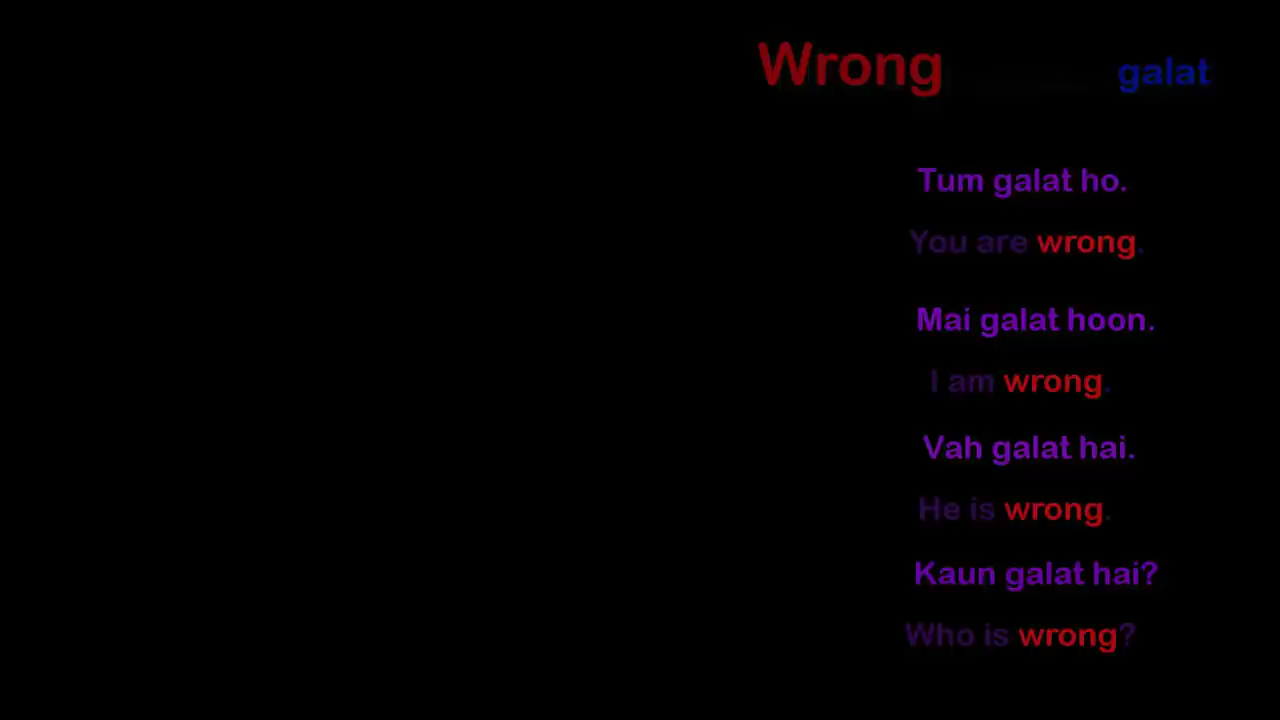 Wrong galat
Tum galat ho.
You are wrong.
Mai galat hoon.
I am wrong.
Vah galat hai.
He is wrong.
Kaun galat hai?
Who is wrong?